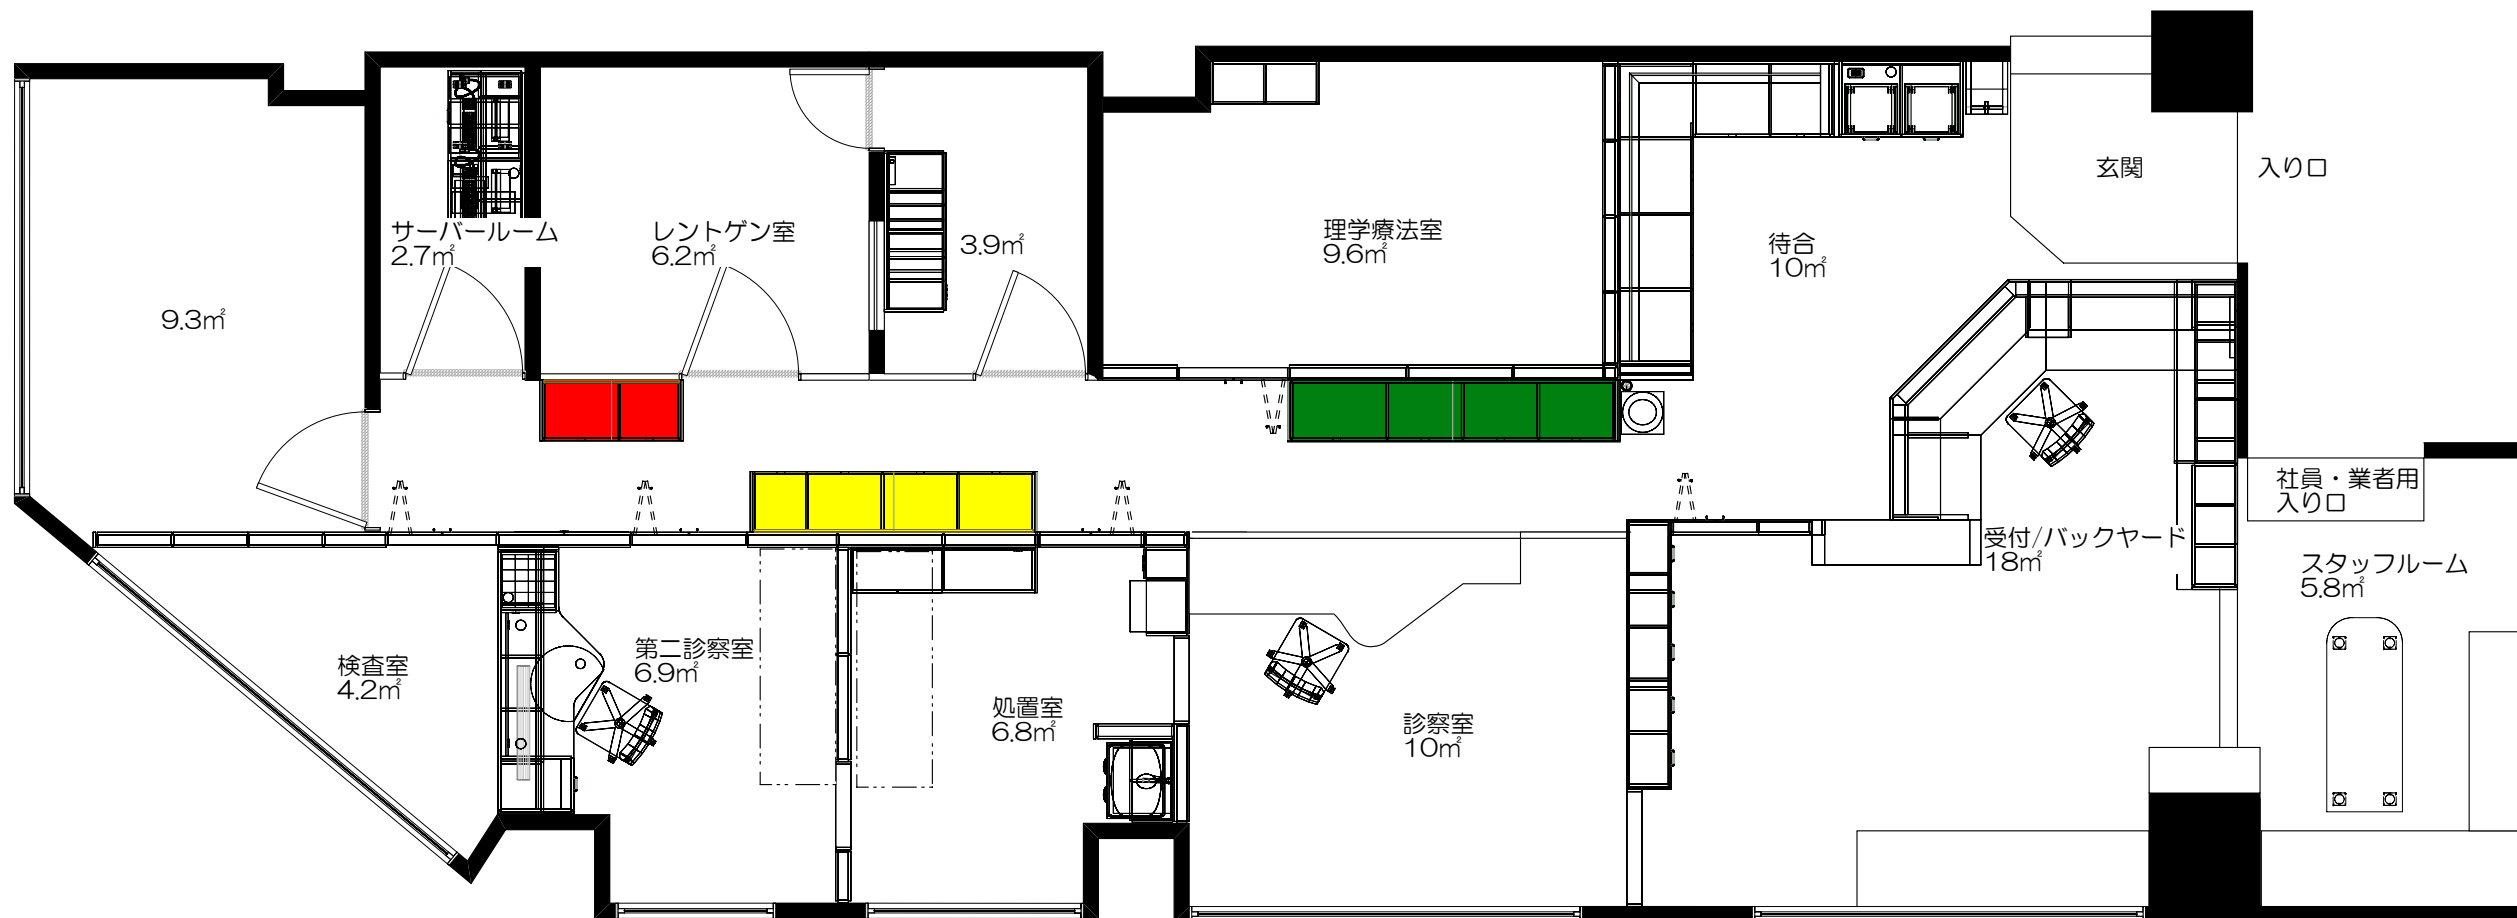 玄関
入り口
サーバールーム
2.7㎡
レントゲン室
6.2㎡
3.9㎡
理学療法室
9.6㎡
待合
10㎡
9.3㎡
社員・業者用
入り口
受付/バックヤード
18㎡
スタッフルーム
5.8㎡
検査室
4.2㎡
第二診察室
6.9㎡
処置室
6.8㎡
診察室
10㎡